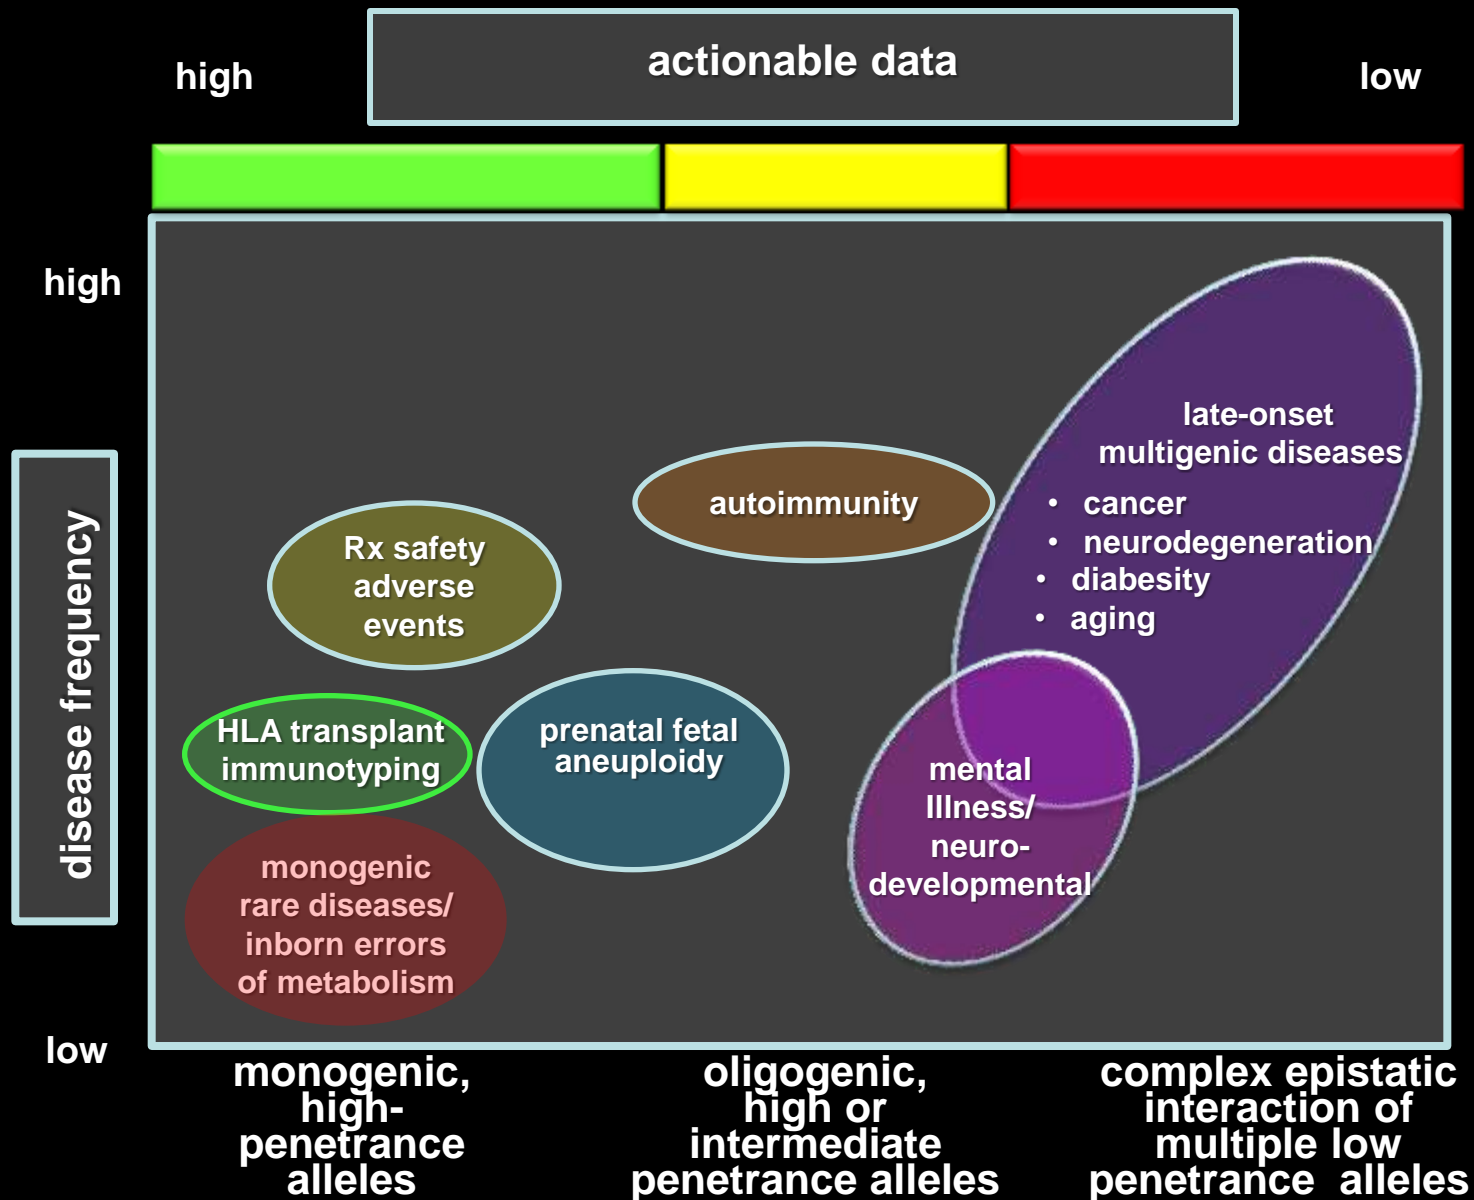 actionable data
high
low
high
disease frequency
low
late-onset
multigenic diseases
• cancer
• neurodegeneration
• diabesity
• aging
autoimmunity
Rx safety
adverse
events
HLA transplant
immunotyping
prenatal fetal
aneuploidy
mental
Illness/
neuro-
developmental
monogenic
rare diseases/
inborn errors
of metabolism
monogenic,
high-
penetrance
alleles
oligogenic,
high or
intermediate
penetrance alleles
complex epistatic
interaction of
multiple low
penetrance alleles